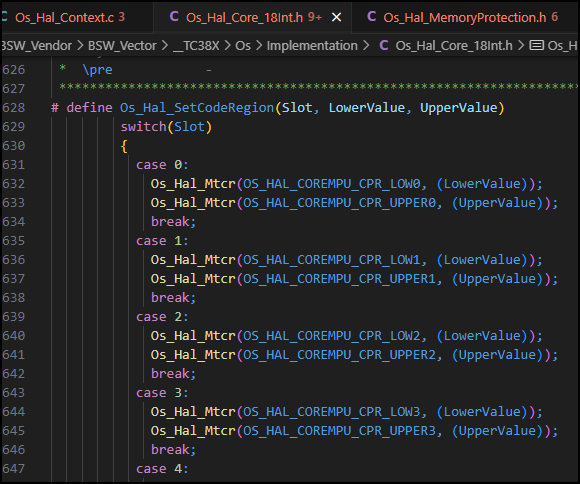 Os_Hal_Context.c 3 Os_Hal_Core_18Int.h 9+ Os_Hal_MemoryProtection.h 6
BSW_Vendor > BSW_Vector > __TC38X > Os > Implementation > C Os_Hal_Core_18Int.h > Os_H
626 * \pre -
627 ******************************************************************
628 # define Os_Hal_SetCodeRegion(Slot, LowerValue, UpperValue)
629 switch(Slot)
630 {
631 case 0:
632 Os_Hal_Mtcr(OS_HAL_COREMPU_CPR_LOW0, (LowerValue));
633 Os_Hal_Mtcr(OS_HAL_COREMPU_CPR_UPPER0, (UpperValue));
634 break;
635 case 1:
636 Os_Hal_Mtcr(OS_HAL_COREMPU_CPR_LOW1, (LowerValue));
637 Os_Hal_Mtcr(OS_HAL_COREMPU_CPR_UPPER1, (UpperValue));
638 break;
639 case 2:
640 Os_Hal_Mtcr(OS_HAL_COREMPU_CPR_LOW2, (LowerValue));
641 Os_Hal_Mtcr(OS_HAL_COREMPU_CPR_UPPER2, (UpperValue));
642 break;
643 case 3:
644 Os_Hal_Mtcr(OS_HAL_COREMPU_CPR_LOW3, (LowerValue));
645 Os_Hal_Mtcr(OS_HAL_COREMPU_CPR_UPPER3, (UpperValue));
646 break;
647 case 4: